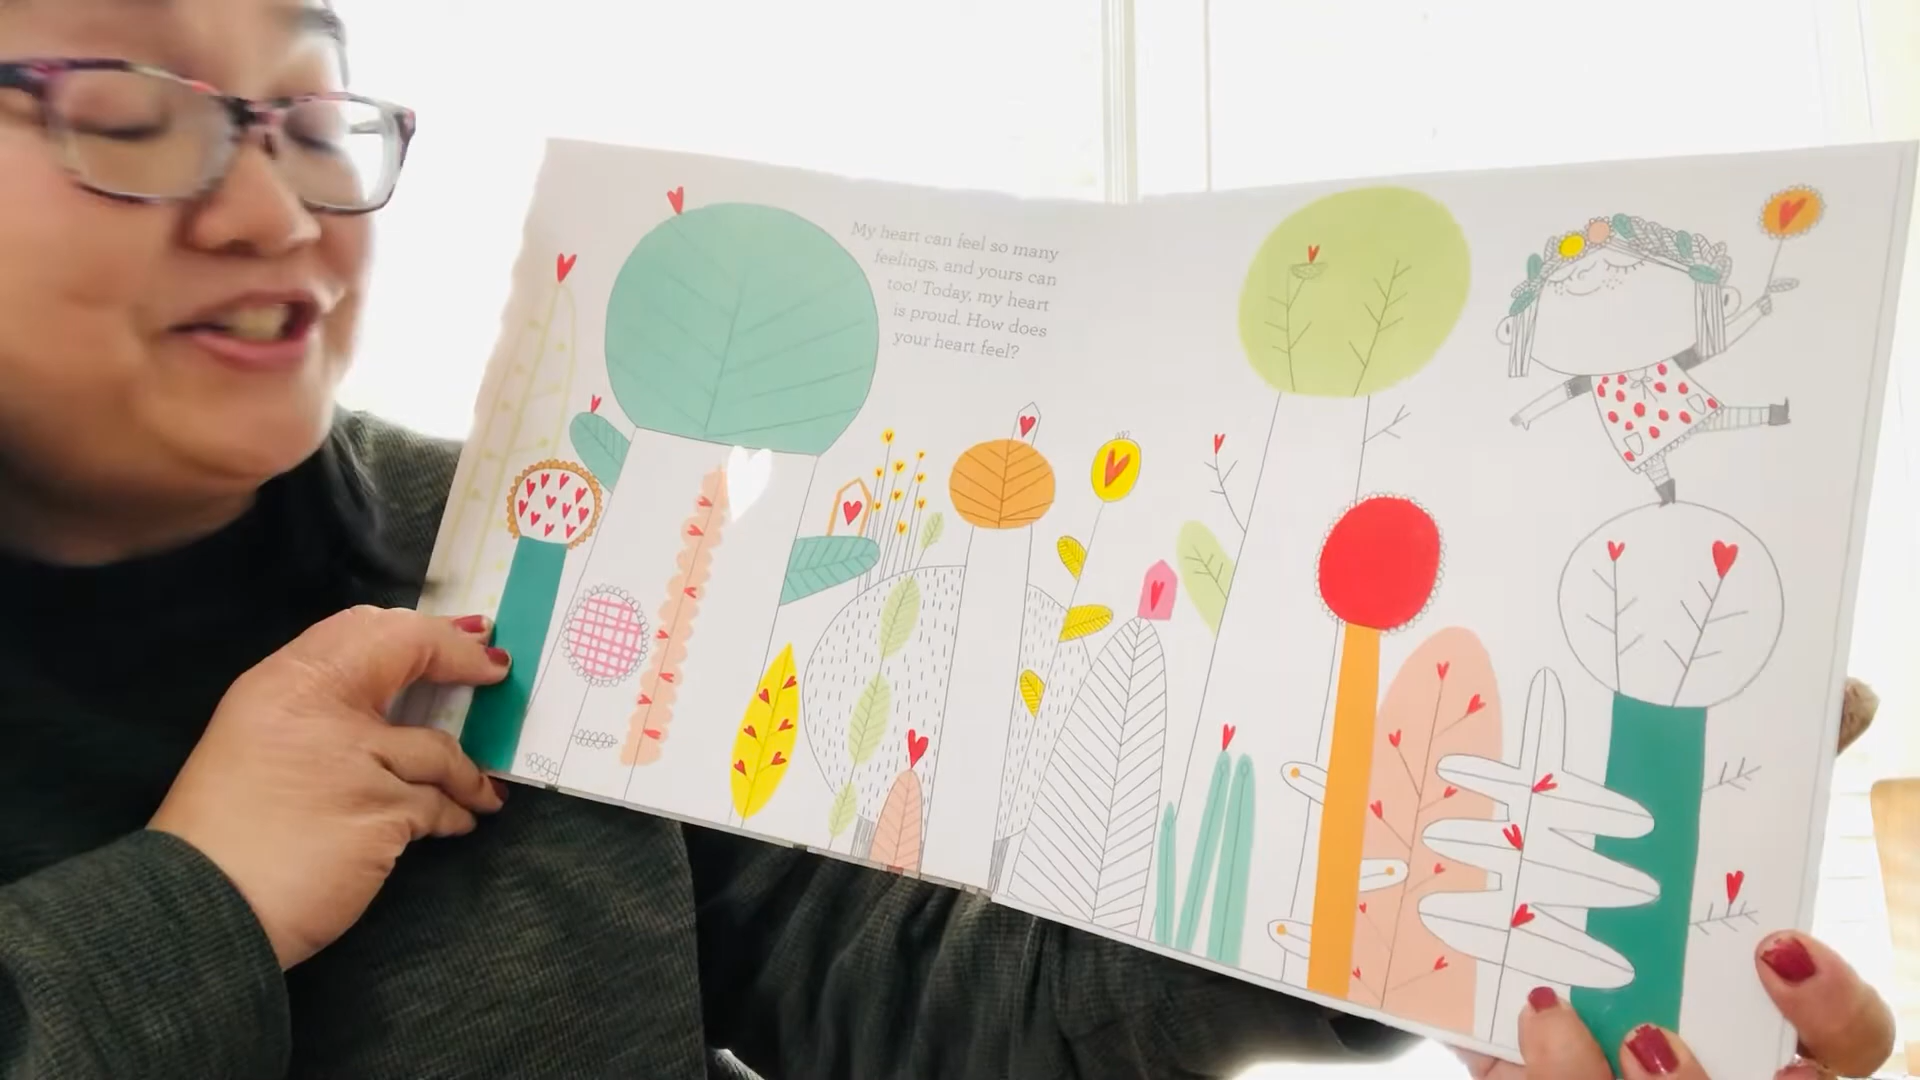 My heart can feel so many
feelings, and yours can
too! Today, my heart
is proud. How does
your heart feel?